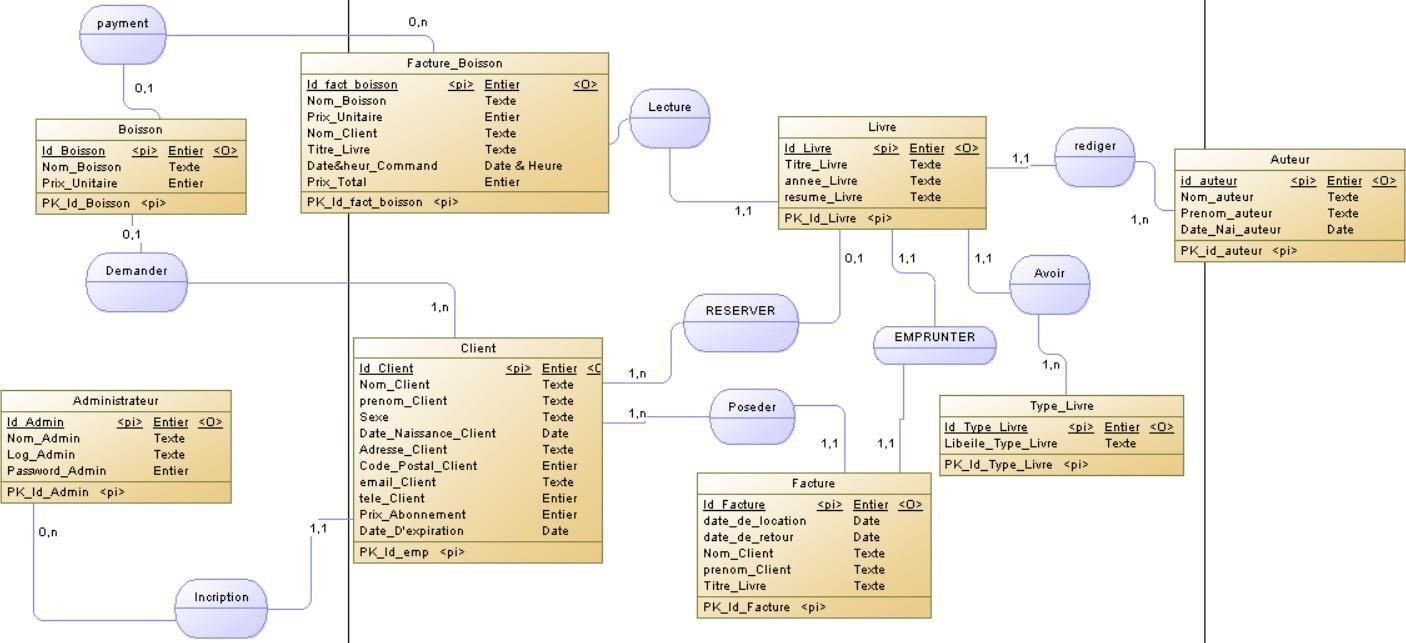 payment
0,n
0,1
Facture_Boisson
Id_fact_boisson <pi> Entier <O>
Nom_Boisson Texte
Prix_Unitaire Entier
Nom_Client Texte
Titre_Livre Texte
Date&heur_Command Date & Heure
Prix_Total Entier
PK_Id_fact_boisson <pi>
Boisson
Id_Boisson <pi> Entier <O>
Nom_Boisson Texte
Prix_Unitaire Entier
PK_Id_Boisson <pi>
Lecture
1,1
Livre
Id_Livre <pi> Entier <O>
Titre_Livre Texte
annee_Livre Texte
resume_Livre Texte
PK_Id_Livre <pi>
1,1
rediger
1,n
Auteur
id_auteur <pi> Entier <O>
Nom_auteur Texte
Prenom_auteur Texte
Date_Nai_auteur Date
PK_id_auteur <pi>
0,1
Demander
1,n
0,1
1,1
1,1
Avoir
1,n
RESERVER
1,n
EMPRUNTER
1,1
Client
Id_Client <pi> Entier <O
Nom_Client Texte
prenom_Client Texte
Sexe Texte
Date_Naissance_Client Date
Adresse_Client Texte
Code_Postal_Client Entier
email_Client Texte
tele_Client Entier
Prix_Abonnement Entier
Date_D'expiration Date
PK_Id_emp <pi>
1,n
Poseder
1,1
Type_Livre
Id_Type_Livre <pi> Entier <O>
Libeile_Type_Livre Texte
PK_Id_Type_Livre <pi>
Administrateur
Id_Admin <pi> Entier <O>
Nom_Admin Texte
Log_Admin Texte
Password_Admin Entier
PK_Id_Admin <pi>
0,n
1,1
Incription
Facture
Id_Facture <pi> Entier <O>
date_de_location Date
date_de_retour Date
Nom_Client Texte
prenom_Client Texte
Titre_Livre Texte
PK_Id_Facture <pi>